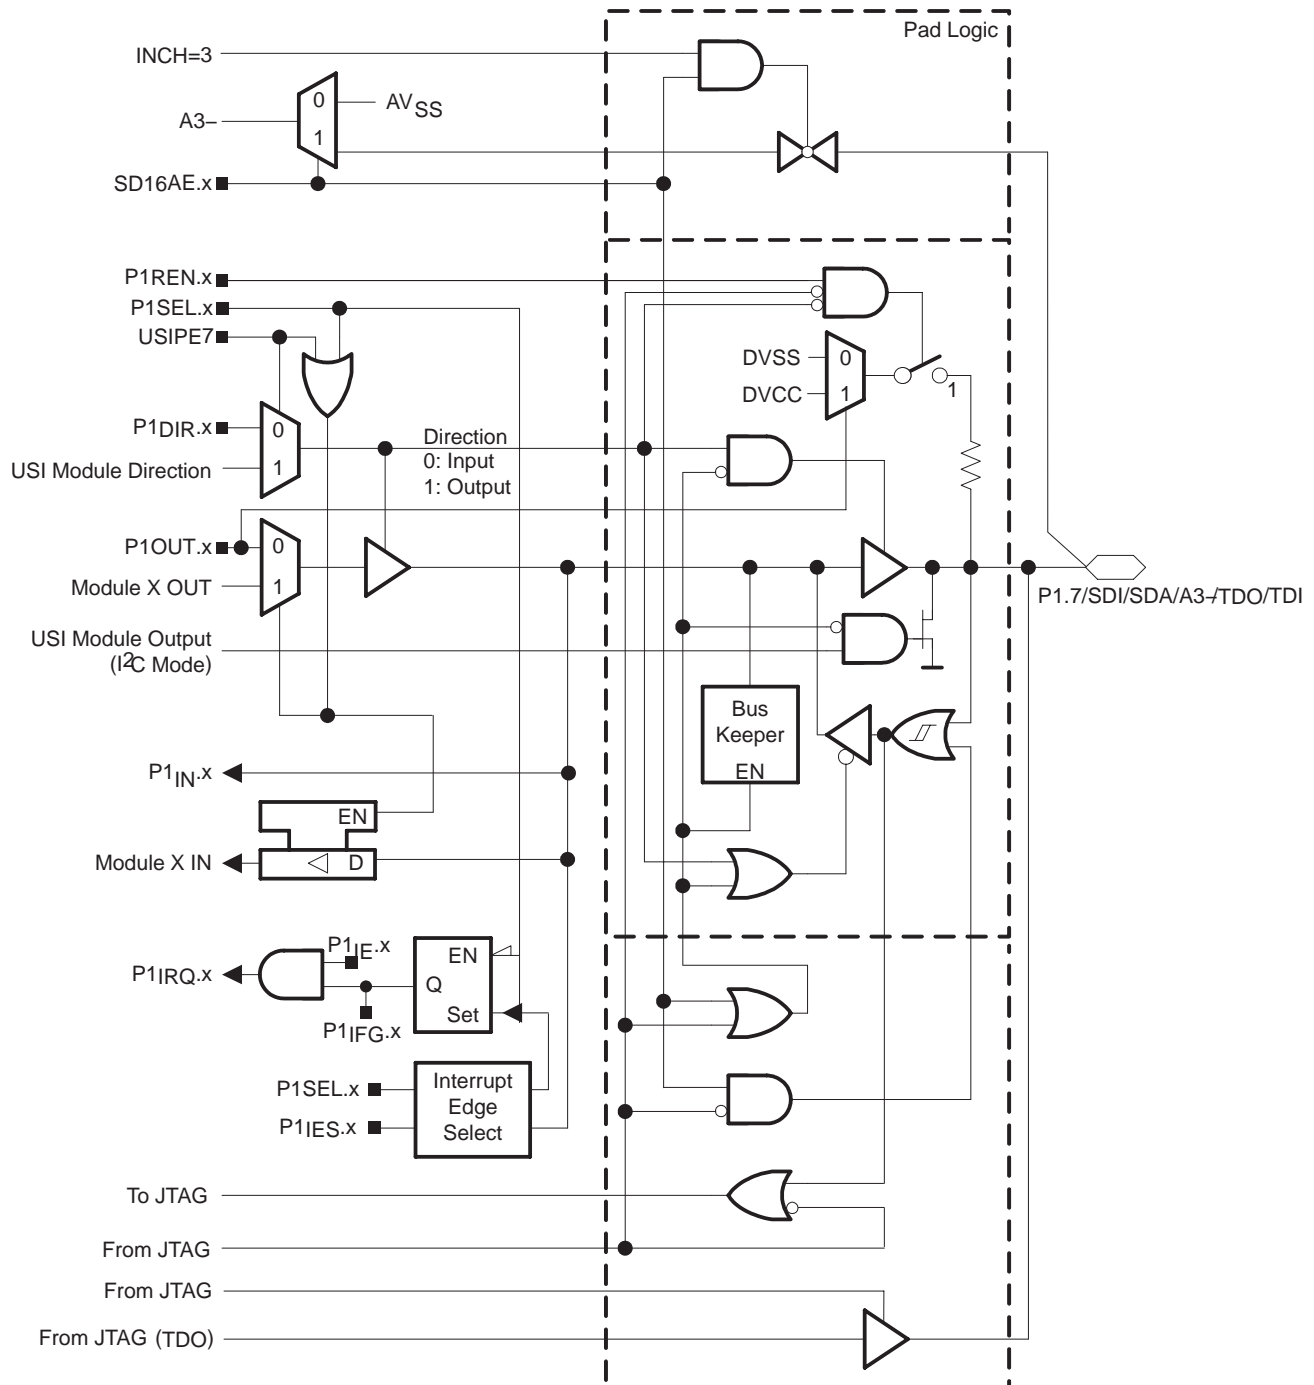 Pad Logic
INCH=3
0
AVSS
A3–
1
SD16AE.x
P1REN.x
P1SEL.x
USIPE7
DVSS
0
DVCC
1
1
P1DIR.x
0
Direction
0: Input
1: Output
USI Module Direction
1
P1OUT.x
0
Module X OUT
1
P1.7/SDI/SDA/A3–/TDO/TDI
USI Module Output
(I2C Mode)
Bus
Keeper
EN
P1IN.x
EN
Module X IN
D
P1IE.x
P1IRQ.x
EN
Q
Set
P1IFG.x
P1SEL.x
P1IES.x
Interrupt
Edge
Select
To JTAG
From JTAG
From JTAG
From JTAG (TDO)